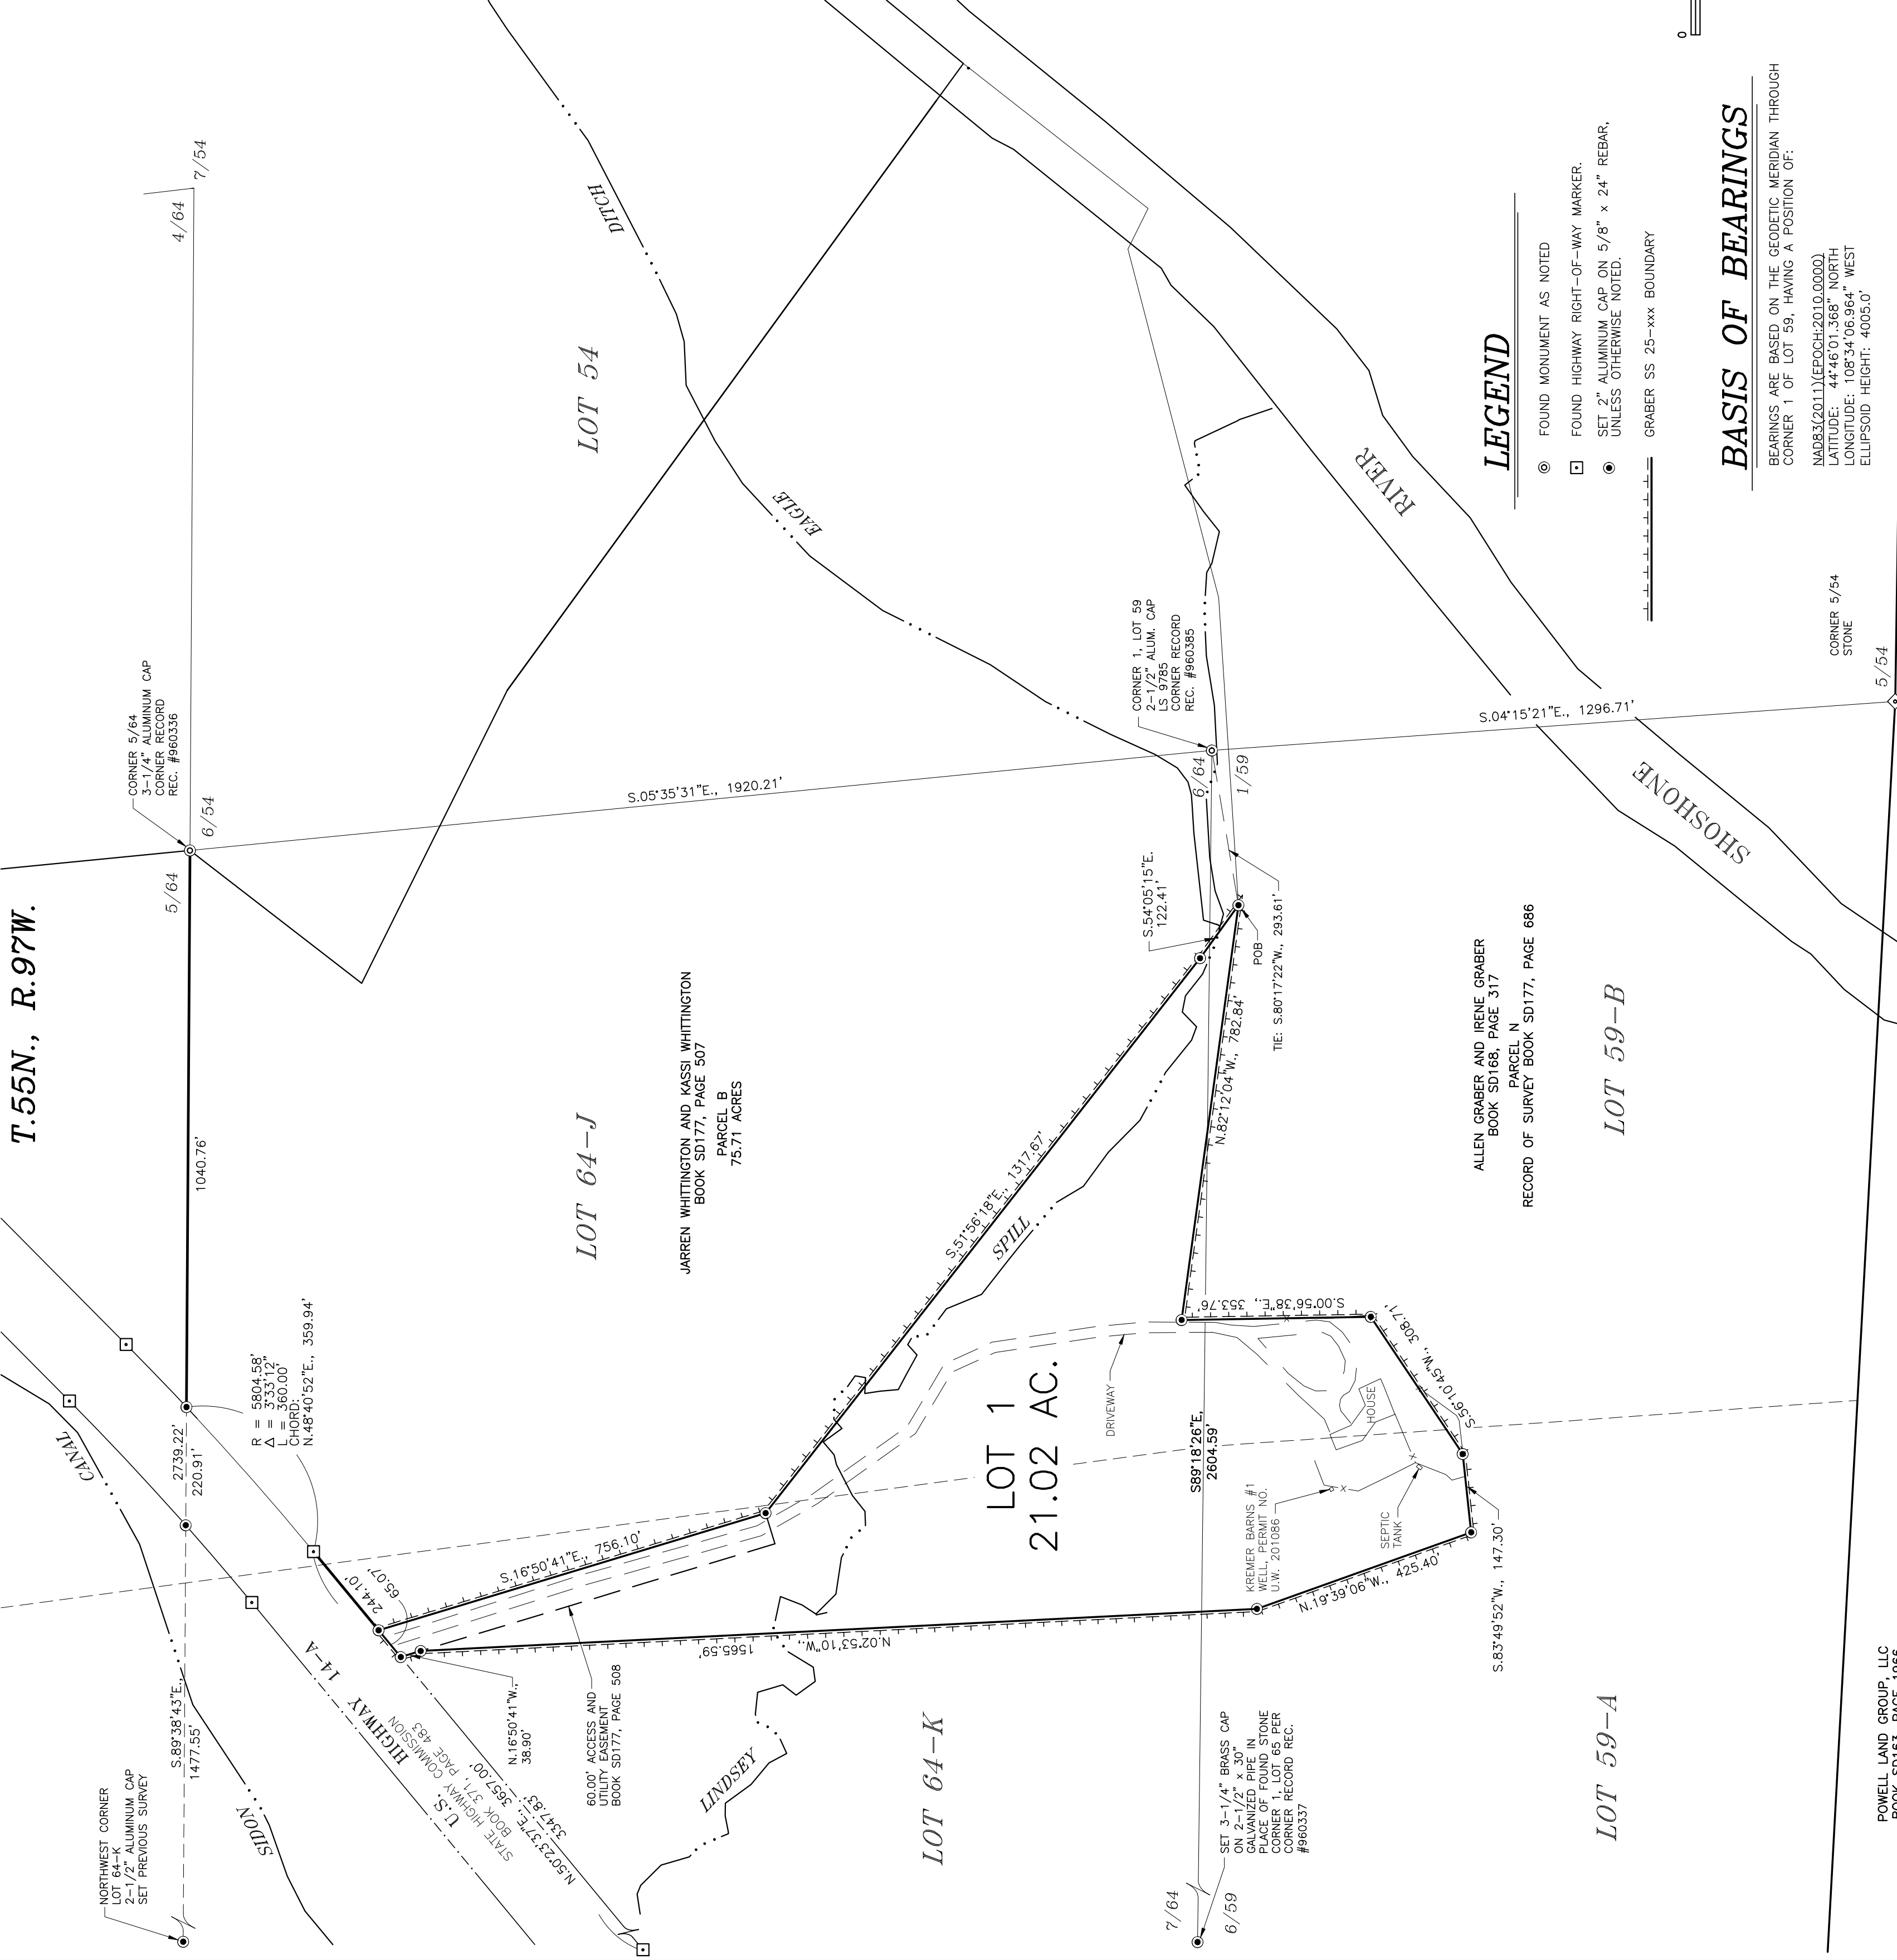 T.55N., R.97W.
NORTHWEST CORNER
LOT 64-K
2-1/2" ALUMINUM CAP
SET PREVIOUS SURVEY
S.89°38'43"E.,
1477.55'
2739.22'
220.91'
1040.76'
SIDON
CANAL
U.S. HIGHWAY 14-A
STATE HIGHWAY COMMISSION
BOOK 371, PAGE 483
N.50°23'37"E., 3657.00'
3347.83'
244.10'
65.07'
R = 5804.58'
Δ = 3°33'12"
L = 360.00'
CHORD:
N.48°40'52"E., 359.94'
CORNER 5/64
3-1/4" ALUMINUM CAP
CORNER RECORD
REC. #960336
5/64
6/54
4/64
7/54
DITCH
EAGLE
LOT 54
S.05°35'31"E., 1920.21'
LOT 64-J
JARREN WHITTINGTON AND KASSI WHITTINGTON
BOOK SD177, PAGE 507
PARCEL B
75.71 ACRES
S.16°50'41"E., 756.10'
N.16°50'41"W.,
38.90'
60.00' ACCESS AND
UTILITY EASEMENT
BOOK SD177, PAGE 508
N.02°53'10"W., 1565.59'
LINDSEY
SPILL
S.51°56'18"E., 1317.67'
S.54°05'15"E.
122.41'
LOT 64-K
LOT 1
21.02 AC.
DRIVEWAY
CORNER 1, LOT 59
2-1/2" ALUM. CAP
LS 9785
CORNER RECORD
REC. #960385
6/64
1/59
POB
TIE: S.80°17'22"W., 293.61'
N.82°12'04"W., 782.84'
S89°18'26"E,
2604.59'
7/64
6/59
SET 3-1/4" BRASS CAP
ON 2-1/2" x 30"
GALVANIZED PIPE IN
PLACE OF FOUND STONE
CORNER 1, LOT 65 PER
CORNER RECORD REC.
#960337
KREMER BARNS #1
WELL, PERMIT NO.
U.W. 201086
SEPTIC
TANK
HOUSE
S.00°56'38"E., 353.76'
S.56°10'45"W., 308.71'
S.83°49'52"W., 147.30'
N.19°39'06"W., 425.40'
ALLEN GRABER AND IRENE GRABER
BOOK SD168, PAGE 317
PARCEL N
RECORD OF SURVEY BOOK SD177, PAGE 686
LOT 59-B
LOT 59-A
SHOSHONE
RIVER
S.04°15'21"E., 1296.71'
LEGEND
FOUND MONUMENT AS NOTED
FOUND HIGHWAY RIGHT-OF-WAY MARKER.
SET 2" ALUMINUM CAP ON 5/8" x 24" REBAR,
UNLESS OTHERWISE NOTED.
GRABER SS 25-xxx BOUNDARY
0
BASIS OF BEARINGS
BEARINGS ARE BASED ON THE GEODETIC MERIDIAN THROUGH
CORNER 1 OF LOT 59, HAVING A POSITION OF:
NAD83(2011)(EPOCH:2010.0000)
LATITUDE: 44°46'01.368" NORTH
LONGITUDE: 108°34'06.964" WEST
ELLIPSOID HEIGHT: 4005.0'
CORNER 5/54
STONE
5/54
POWELL LAND GROUP, LLC
BOOK SD163, PAGE 1966